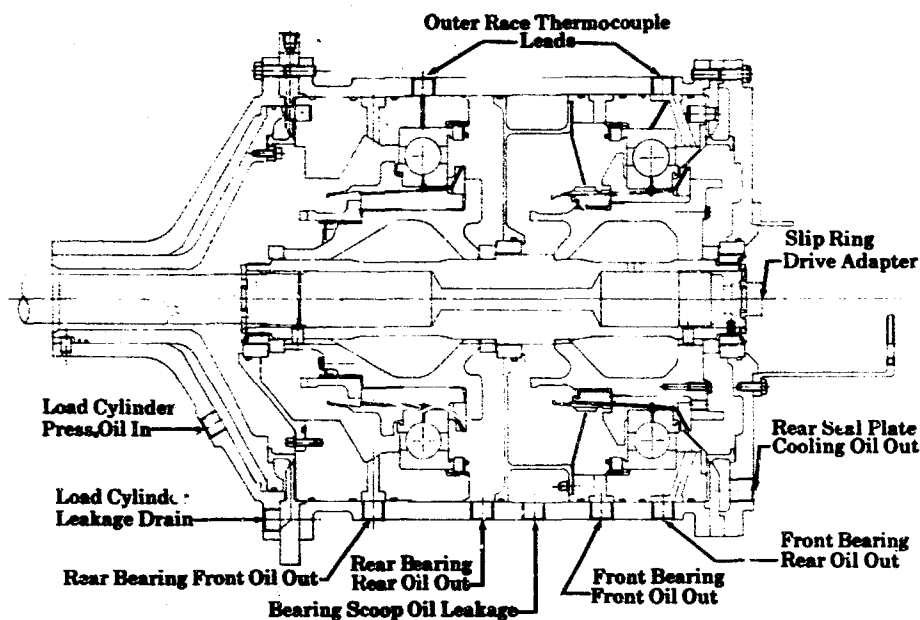 Outer Race Thermocouple
Leads
Slip Ring
Drive Adapter
Load Cylinder
Press. Oil In
Rear Seal Plate
Cooling Oil Out
Load Cylinder
Leakage Drain
Rear Bearing Front Oil Out
Rear Bearing
Rear Oil Out
Bearing Scoop Oil Leakage
Front Bearing
Front Oil Out
Front Bearing
Rear Oil Out